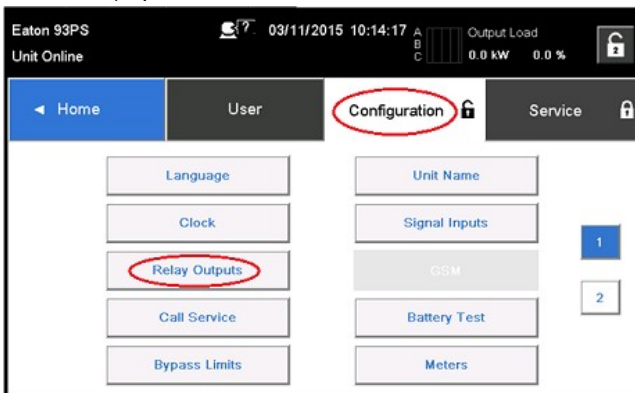 Eaton 93PS
Unit Online
? 03/11/2015 10:14:17
A
B
C
Output Load
0.0 kW 0.0 %
2
◄ Home
User
Configuration
Service
Language
Unit Name
Clock
Signal Inputs
Relay Outputs
GSM
Call Service
Battery Test
Bypass Limits
Meters
1
2